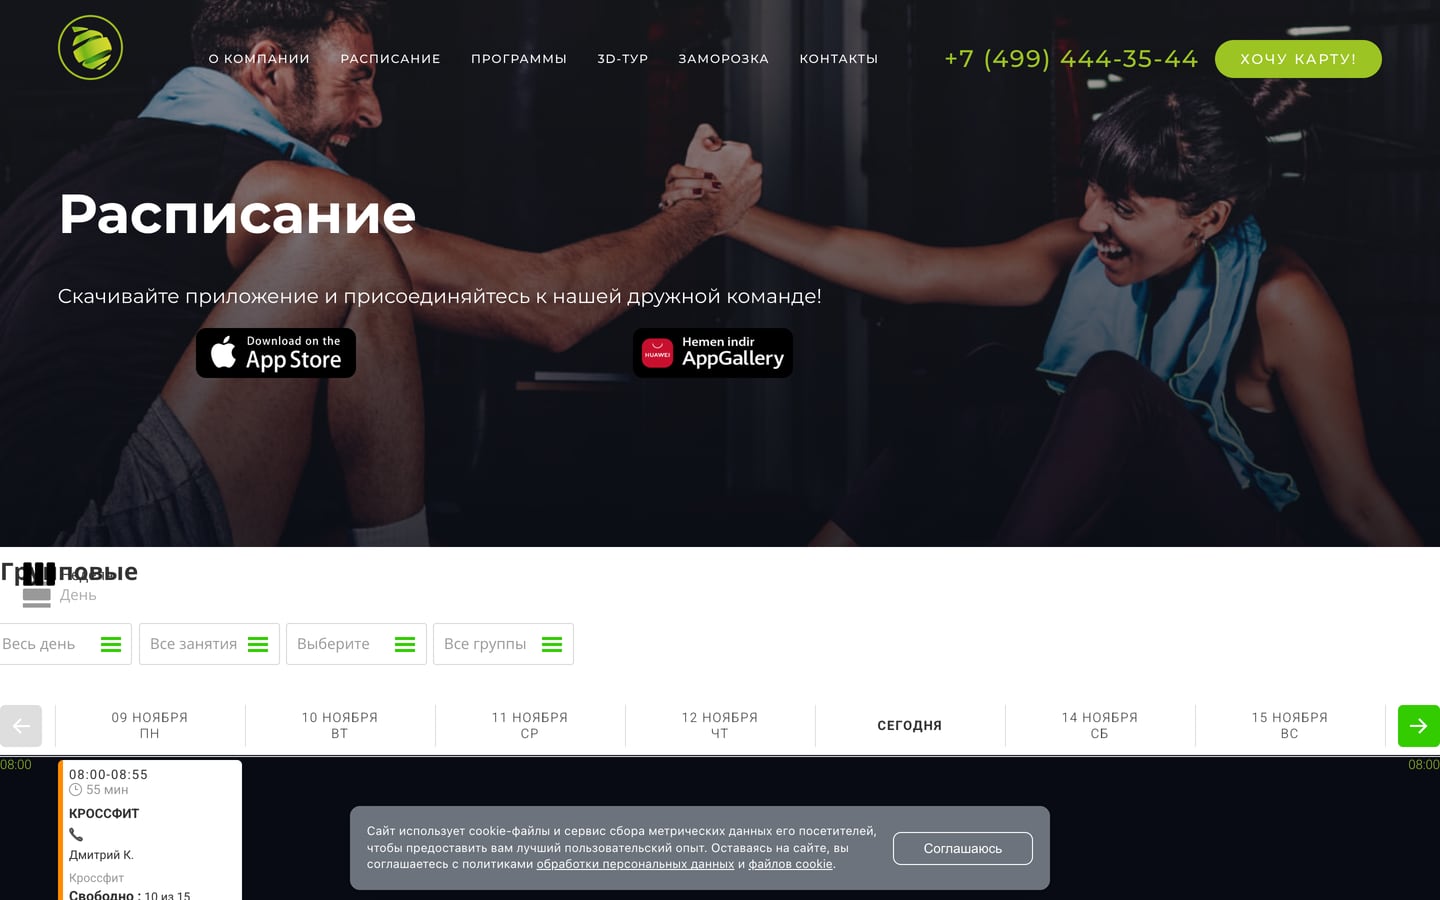 О КОМПАНИИ РАСПИСАНИЕ ПРОГРАММЫ 3D-ТУР ЗАМОРОЗКА КОНТАКТЫ +7 (499) 444-35-44 ХОЧУ КАРТУ!
Расписание
Скачивайте приложение и присоединяйтесь к нашей дружной команде!
Download on the
App Store
Hemen indir
HUAWEI AppGallery
Групповые
День
Весь день Все занятия Выберите Все группы
09 НОЯБРЯ
ПН
10 НОЯБРЯ
ВТ
11 НОЯБРЯ
СР
12 НОЯБРЯ
ЧТ
СЕГОДНЯ
14 НОЯБРЯ
СБ
15 НОЯБРЯ
ВС
08:00 08:00
08:00-08:55
55 мин
КРОССФИТ
Дмитрий К.
Кроссфит
Свободно : 10 из 15
Сайт использует cookie-файлы и сервис сбора метрических данных его посетителей,
чтобы предоставить вам лучший пользовательский опыт. Оставаясь на сайте, вы
соглашаетесь с политиками обработки персональных данных и файлов cookie.
Соглашаюсь